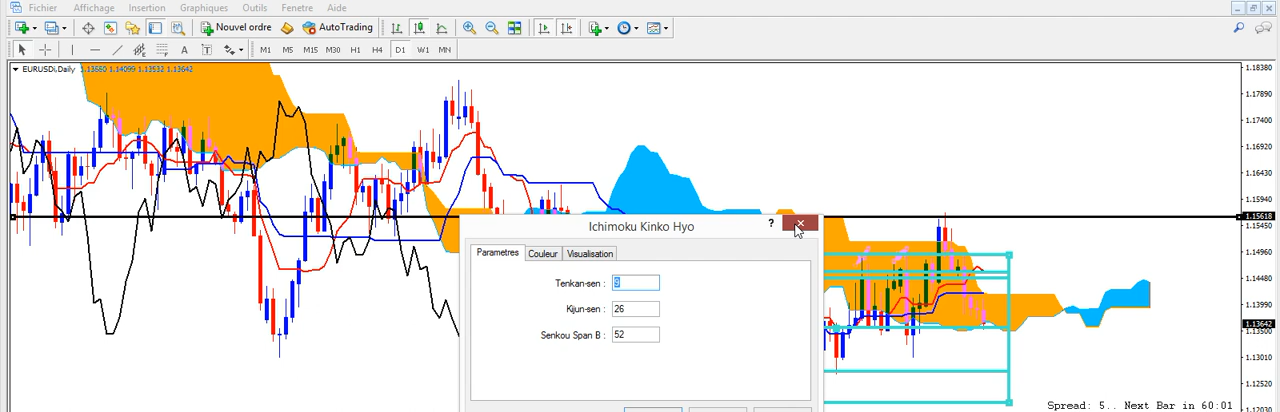 Fichier Affichage Insertion Graphiques Outils Fenetre Aide
Nouvel ordre AutoTrading
A T M1 M5 M15 M30 H1 H4 D1 W1 MN
EURUSDi,Daily 1.13560 1.14099 1.13532 1.13642
1.18380
1.17890
1.17400
1.16920
1.16430
1.15940
1.15618
1.14960
1.14480
1.13990
1.13642
1.13500
1.13010
1.12520
1.12030
Ichimoku Kinko Hyo ?
Parametres Couleur Visualisation
Tenkan-sen : 9
Kijun-sen : 26
Senkou Span B : 52
Spread: 5.. Next Bar in 60:01